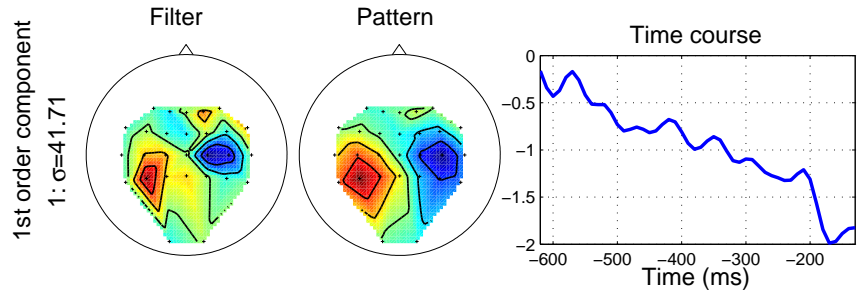 1st order component
1: σ=41.71
Filter
Pattern
Time course
0
−0.5
−1
−1.5
−2
−600 −500 −400 −300 −200
Time (ms)